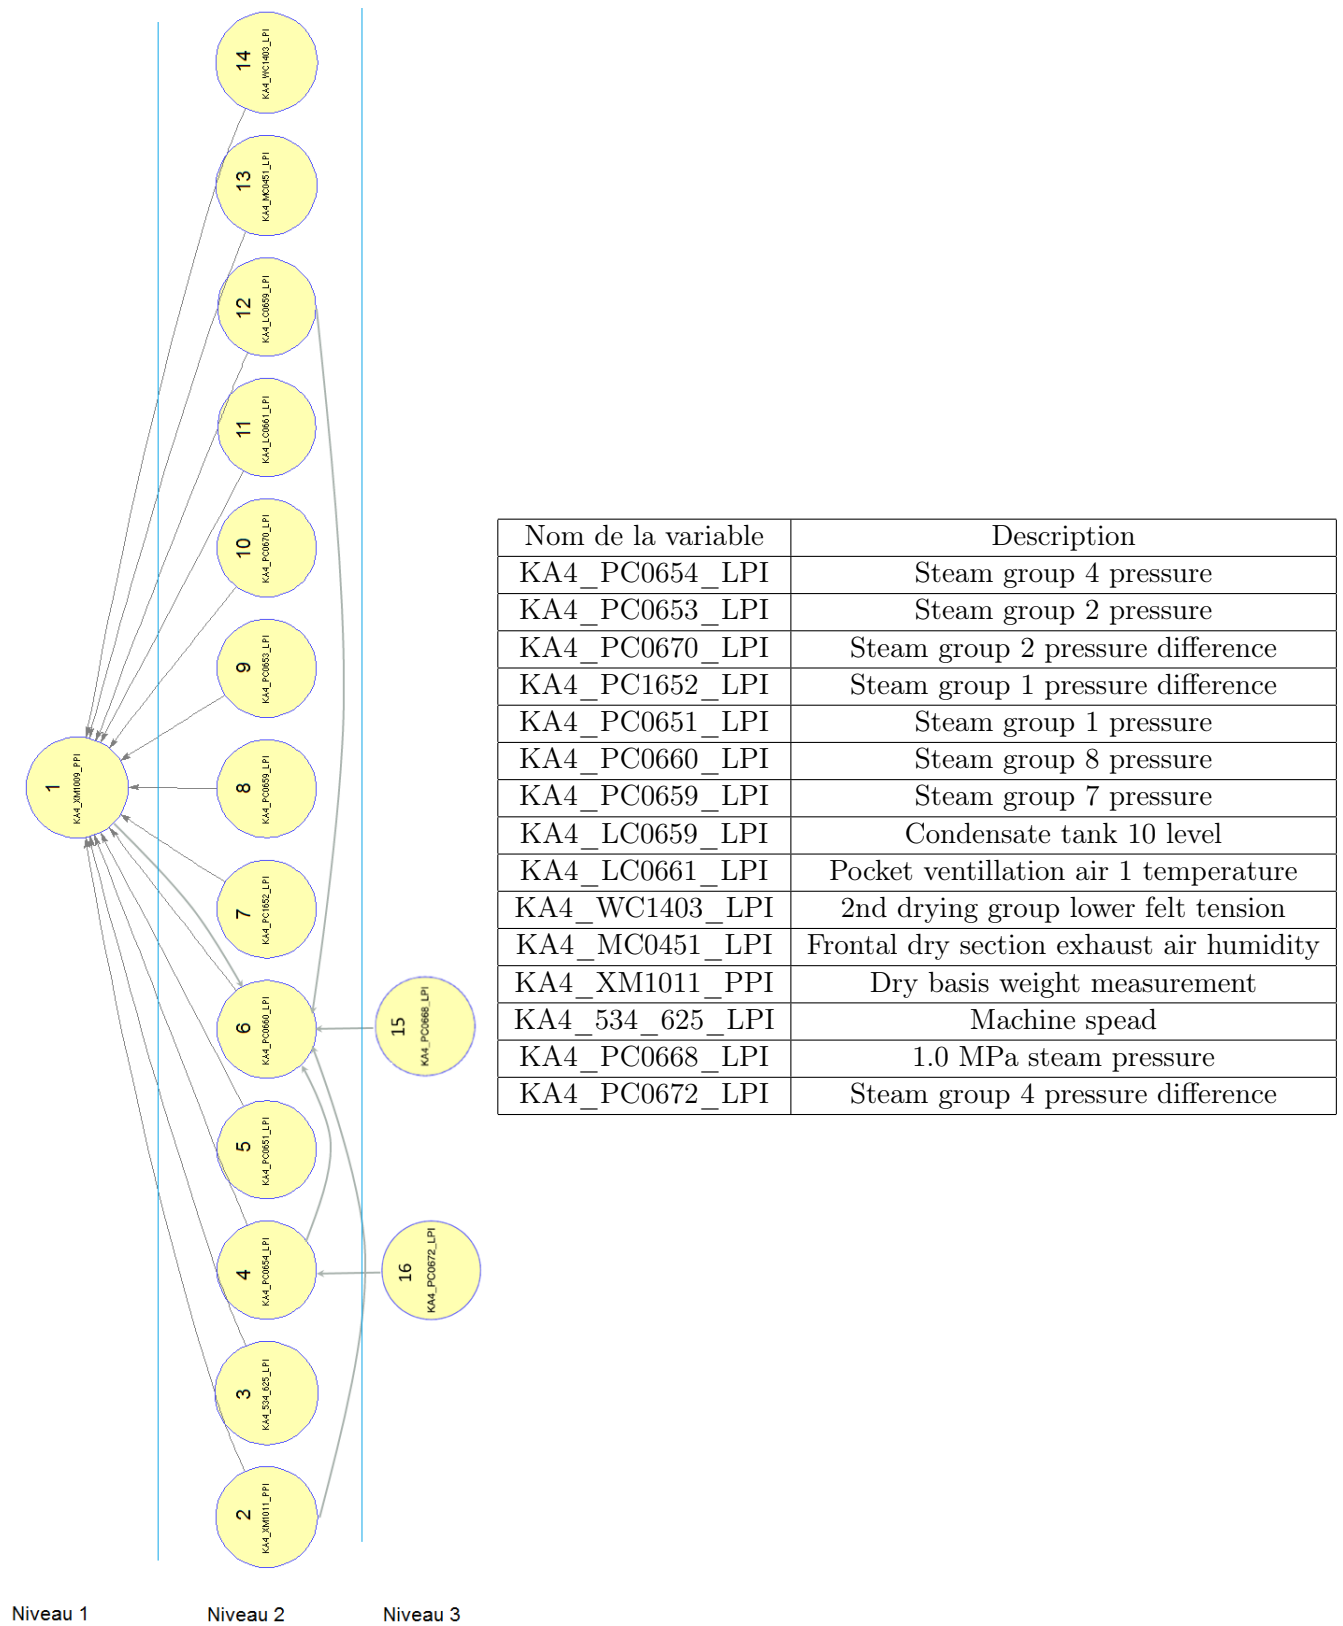 14
KA4_WC1403_LPI
13
KA4_MC0451_LPI
12
KA4_LC0659_LPI
11
KA4_LC0661_LPI
10
KA4_PC0670_LPI
9
KA4_PC0653_LPI
8
KA4_PC0659_LPI
1
KA4_XM1009_PPI
7
KA4_PC1652_LPI
6
KA4_PC0660_LPI
15
KA4_PC0668_LPI
5
KA4_PC0651_LPI
4
KA4_PC0654_LPI
16
KA4_PC0672_LPI
3
KA4_534_625_LPI
2
KA4_XM1011_PPI
Niveau 1 Niveau 2 Niveau 3
Nom de la variable Description
KA4_PC0654_LPI Steam group 4 pressure
KA4_PC0653_LPI Steam group 2 pressure
KA4_PC0670_LPI Steam group 2 pressure difference
KA4_PC1652_LPI Steam group 1 pressure difference
KA4_PC0651_LPI Steam group 1 pressure
KA4_PC0660_LPI Steam group 8 pressure
KA4_PC0659_LPI Steam group 7 pressure
KA4_LC0659_LPI Condensate tank 10 level
KA4_LC0661_LPI Pocket ventillation air 1 temperature
KA4_WC1403_LPI 2nd drying group lower felt tension
KA4_MC0451_LPI Frontal dry section exhaust air humidity
KA4_XM1011_PPI Dry basis weight measurement
KA4_534_625_LPI Machine spead
KA4_PC0668_LPI 1.0 MPa steam pressure
KA4_PC0672_LPI Steam group 4 pressure difference